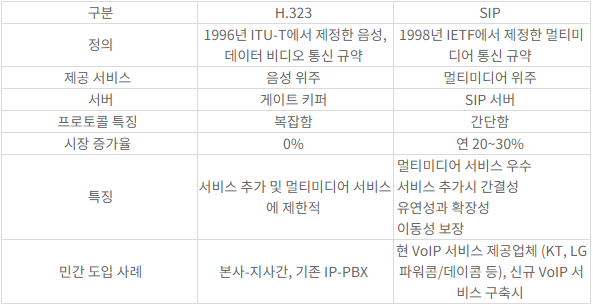 구분 H.323 SIP
정의 1996년 ITU-T에서 제정한 음성, 데이터 비디오 통신 규약 1998년 IETF에서 제정한 멀티미디어 통신 규약
제공 서비스 음성 위주 멀티미디어 위주
서버 게이트 키퍼 SIP 서버
프로토콜 특징 복잡함 간단함
시장 증가율 0% 연 20~30%
특징 서비스 추가 및 멀티미디어 서비스에 제한적 멀티미디어 서비스 우수
서비스 추가시 간결성
유연성과 확장성
이동성 보장
민간 도입 사례 본사-지사간, 기존 IP-PBX 현 VoIP 서비스 제공업체 (KT, LG파워콤/데이콤 등), 신규 VoIP 서비스 구축시